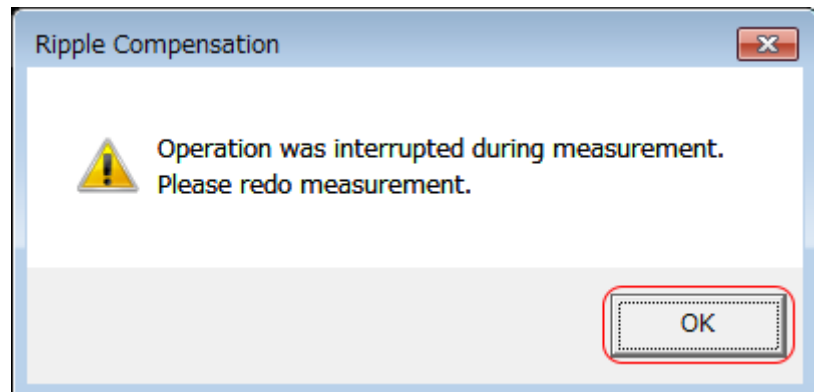 Ripple Compensation
Operation was interrupted during measurement.
Please redo measurement.
OK